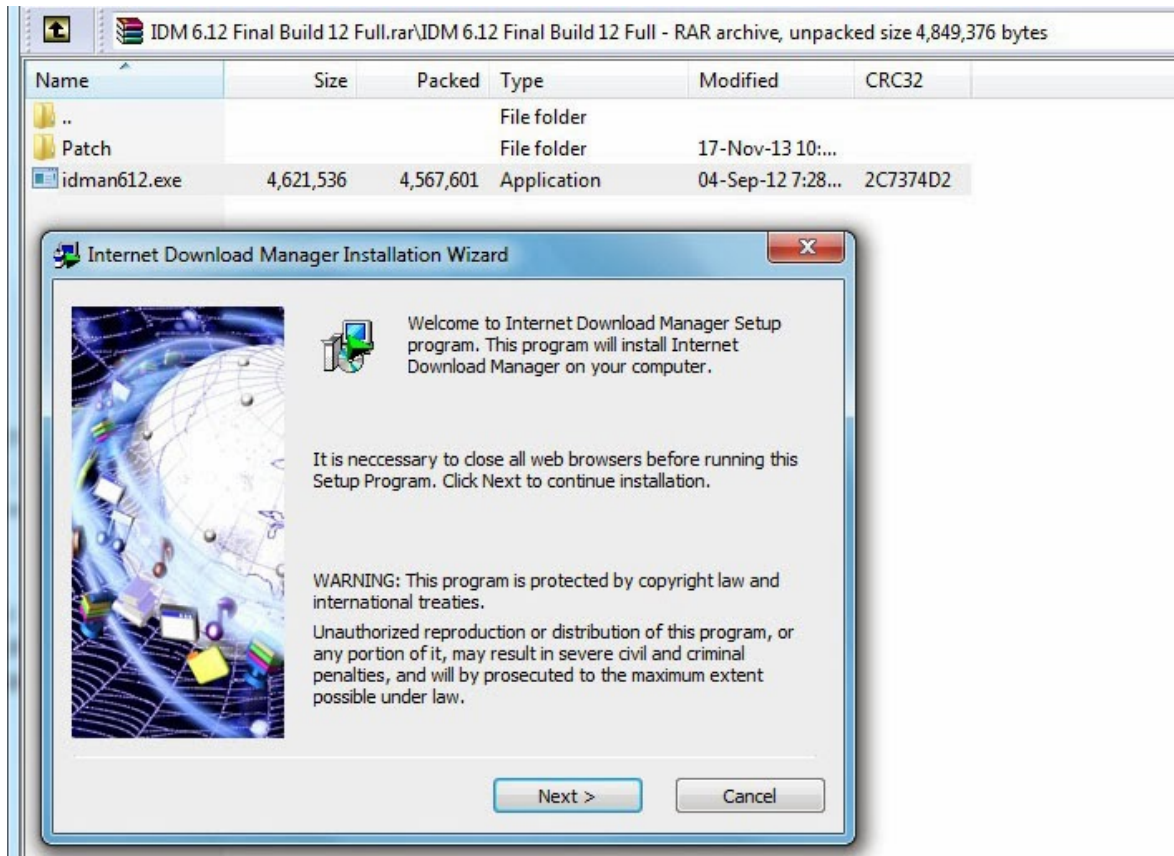 IDM 6.12 Final Build 12 Full.rar\IDM 6.12 Final Build 12 Full - RAR archive, unpacked size 4,849,376 bytes
Name Size Packed Type Modified CRC32
.. File folder
Patch File folder 17-Nov-13 10:...
idman612.exe 4,621,536 4,567,601 Application 04-Sep-12 7:28... 2C7374D2
Internet Download Manager Installation Wizard
Welcome to Internet Download Manager Setup
program. This program will install Internet
Download Manager on your computer.
It is neccessary to close all web browsers before running this
Setup Program. Click Next to continue installation.
WARNING: This program is protected by copyright law and
international treaties.
Unauthorized reproduction or distribution of this program, or
any portion of it, may result in severe civil and criminal
penalties, and will by prosecuted to the maximum extent
possible under law.
Next > Cancel